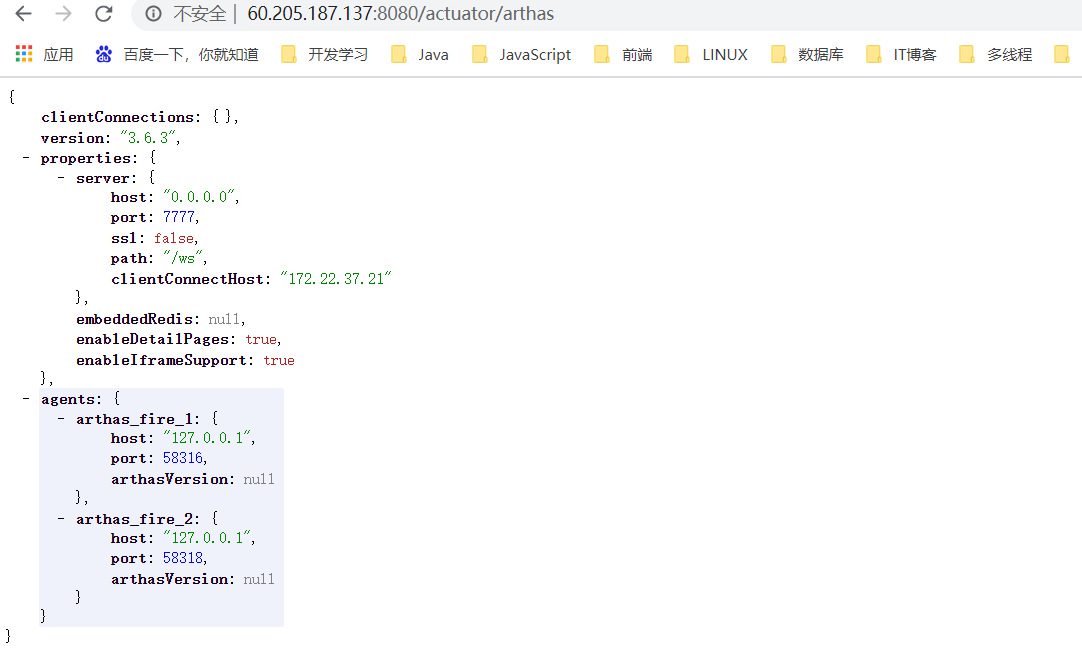 不安全 | 60.205.187.137:8080/actuator/arthas
应用 百度一下，你就知道 开发学习 Java JavaScript 前端 LINUX 数据库 IT博客 多线程
{
clientConnections: { },
version: "3.6.3",
- properties: {
- server: {
host: "0.0.0.0",
port: 7777,
ssl: false,
path: "/ws",
clientConnectHost: "172.22.37.21"
},
embeddedRedis: null,
enableDetailPages: true,
enableIframeSupport: true
},
- agents: {
- arthas_fire_1: {
host: "127.0.0.1",
port: 58316,
arthasVersion: null
},
- arthas_fire_2: {
host: "127.0.0.1",
port: 58318,
arthasVersion: null
}
}
}